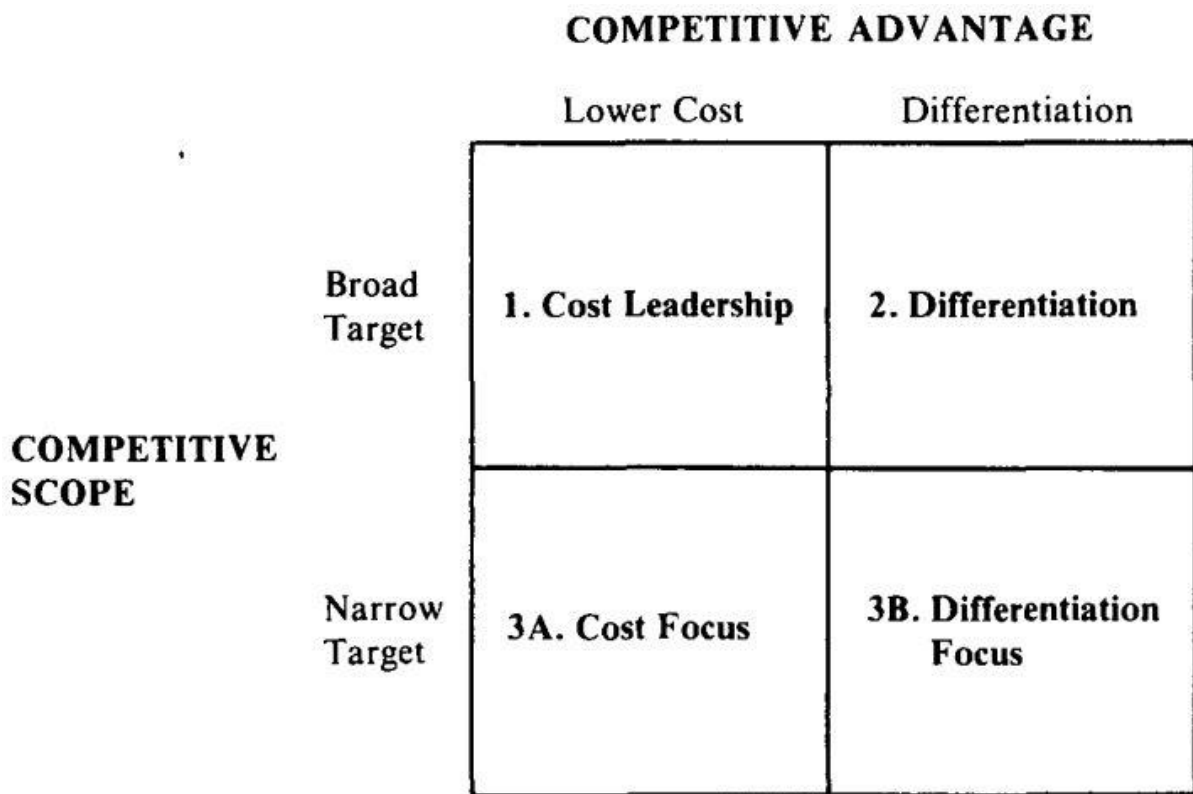 COMPETITIVE ADVANTAGE
Lower Cost
Differentiation
Broad
Target
1. Cost Leadership
2. Differentiation
COMPETITIVE
SCOPE
Narrow
Target
3A. Cost Focus
3B. Differentiation
Focus